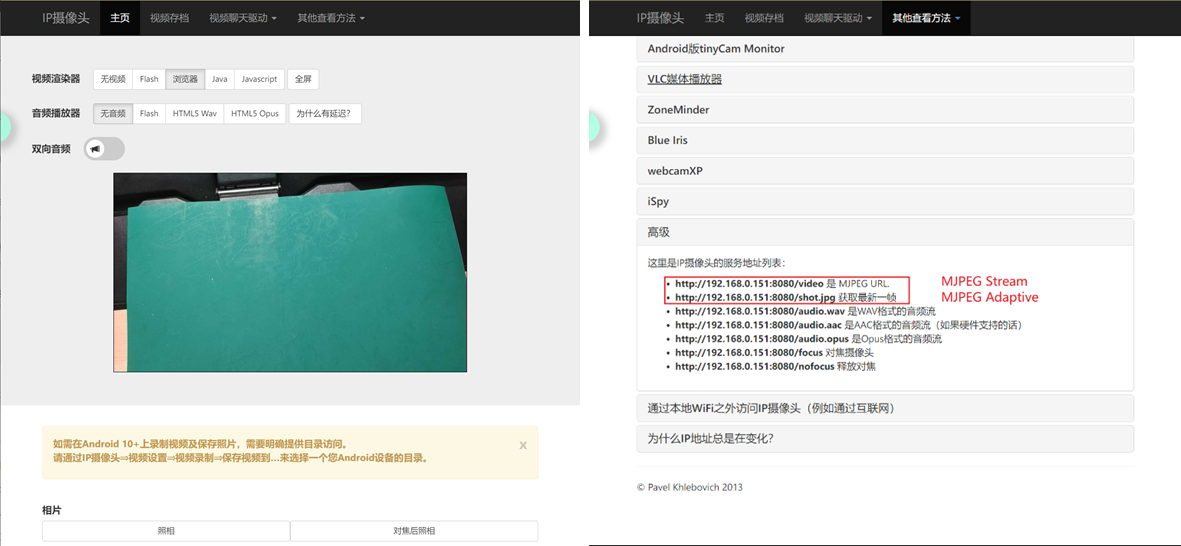 IP摄像头 主页 视频存档 视频聊天驱动 其他查看方法
视频渲染器 无视频 Flash 浏览器 Java Javascript 全屏
音频播放器 无音频 Flash HTML5 Wav HTML5 Opus 为什么有延迟?
双向音频
如需在Android 10+上录制视频及保存照片，需要明确提供目录访问。
请通过IP摄像头⇒视频设置⇒视频录制⇒保存视频到...来选择一个您Android设备的目录。
x
相片
照相 对焦后照相
IP摄像头 主页 视频存档 视频聊天驱动 其他查看方法
Android版tinyCam Monitor
VLC媒体播放器
ZoneMinder
Blue Iris
webcamXP
iSpy
高级
这里是IP摄像头的服务地址列表：
• http://192.168.0.151:8080/video 是 MJPEG URL.
• http://192.168.0.151:8080/shot.jpg 获取最新一帧
MJPEG Stream
MJPEG Adaptive
• http://192.168.0.151:8080/audio.wav 是WAV格式的音频流
• http://192.168.0.151:8080/audio.aac 是AAC格式的音频流（如果硬件支持的话）
• http://192.168.0.151:8080/audio.opus 是Opus格式的音频流
• http://192.168.0.151:8080/focus 对焦摄像头
• http://192.168.0.151:8080/nofocus 释放对焦
通过本地WiFi之外访问IP摄像头（例如通过互联网）
为什么IP地址总是在变化？
© Pavel Khlebovich 2013